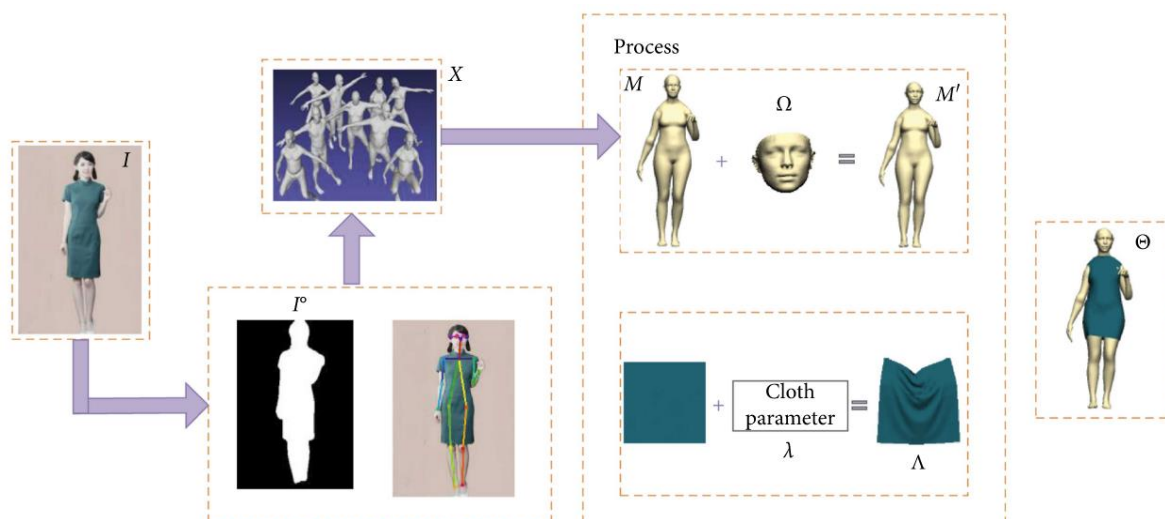 I
I°
X
Process
M
Ω
M′
+
=
+
Cloth
parameter
=
λ
Λ
Θ